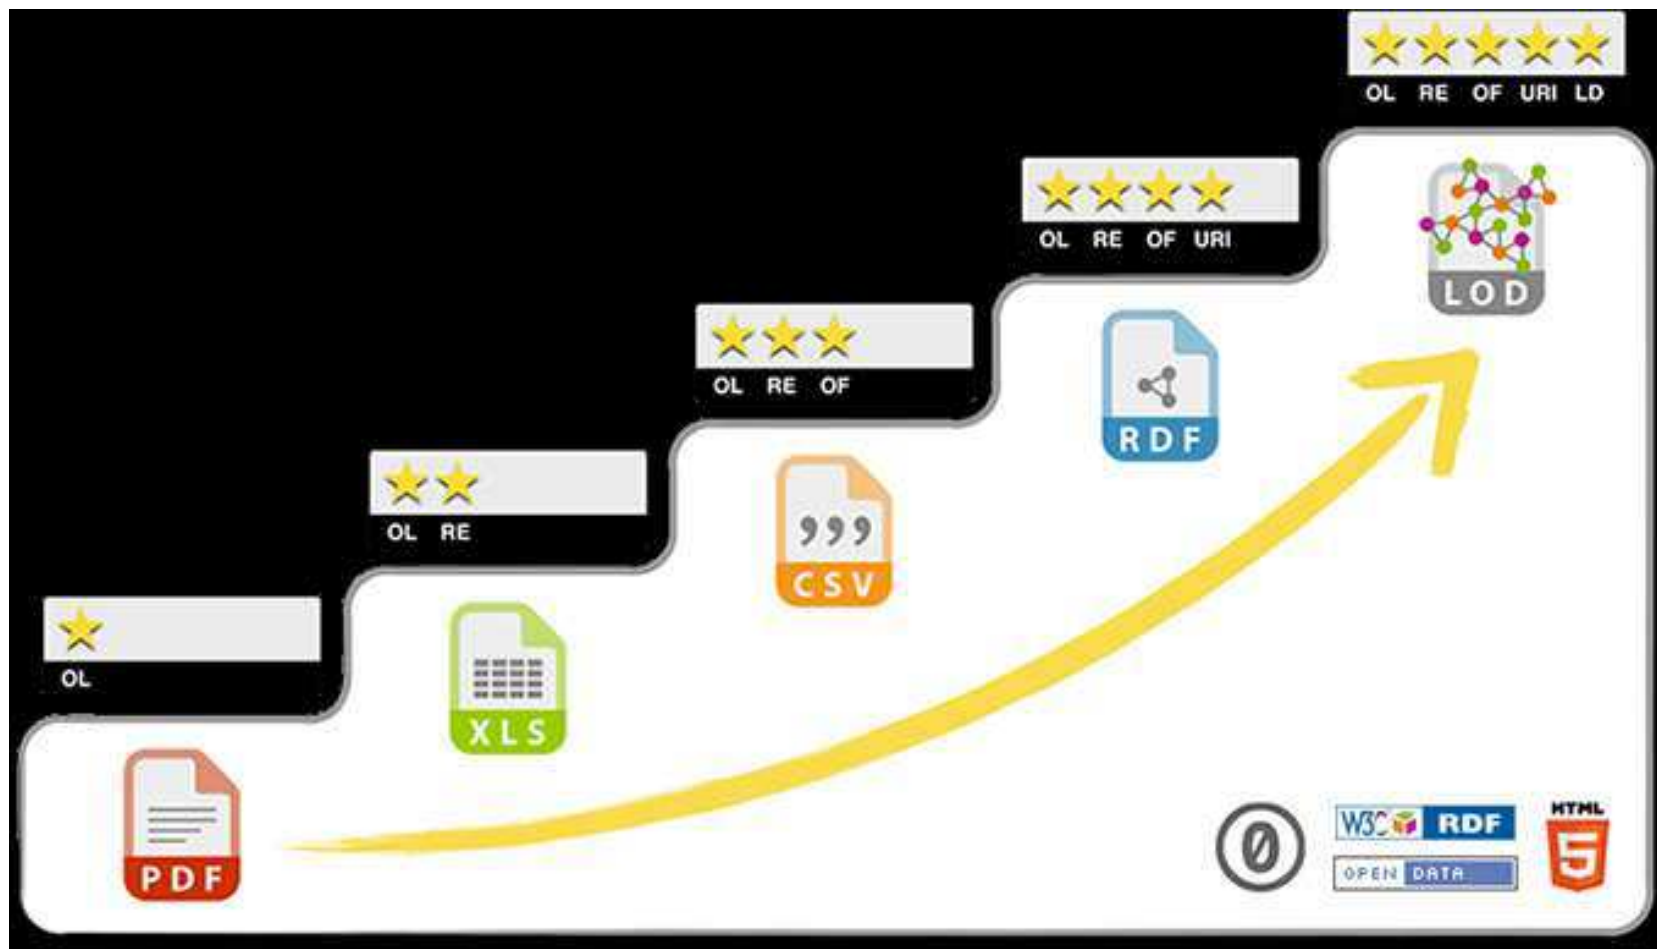 OL RE OF URI LD
LOD
OL RE OF URI
RDF
OL RE OF
CSV
OL RE
XLS
OL
PDF
0
W3C RDF
OPEN DATA
HTML
5